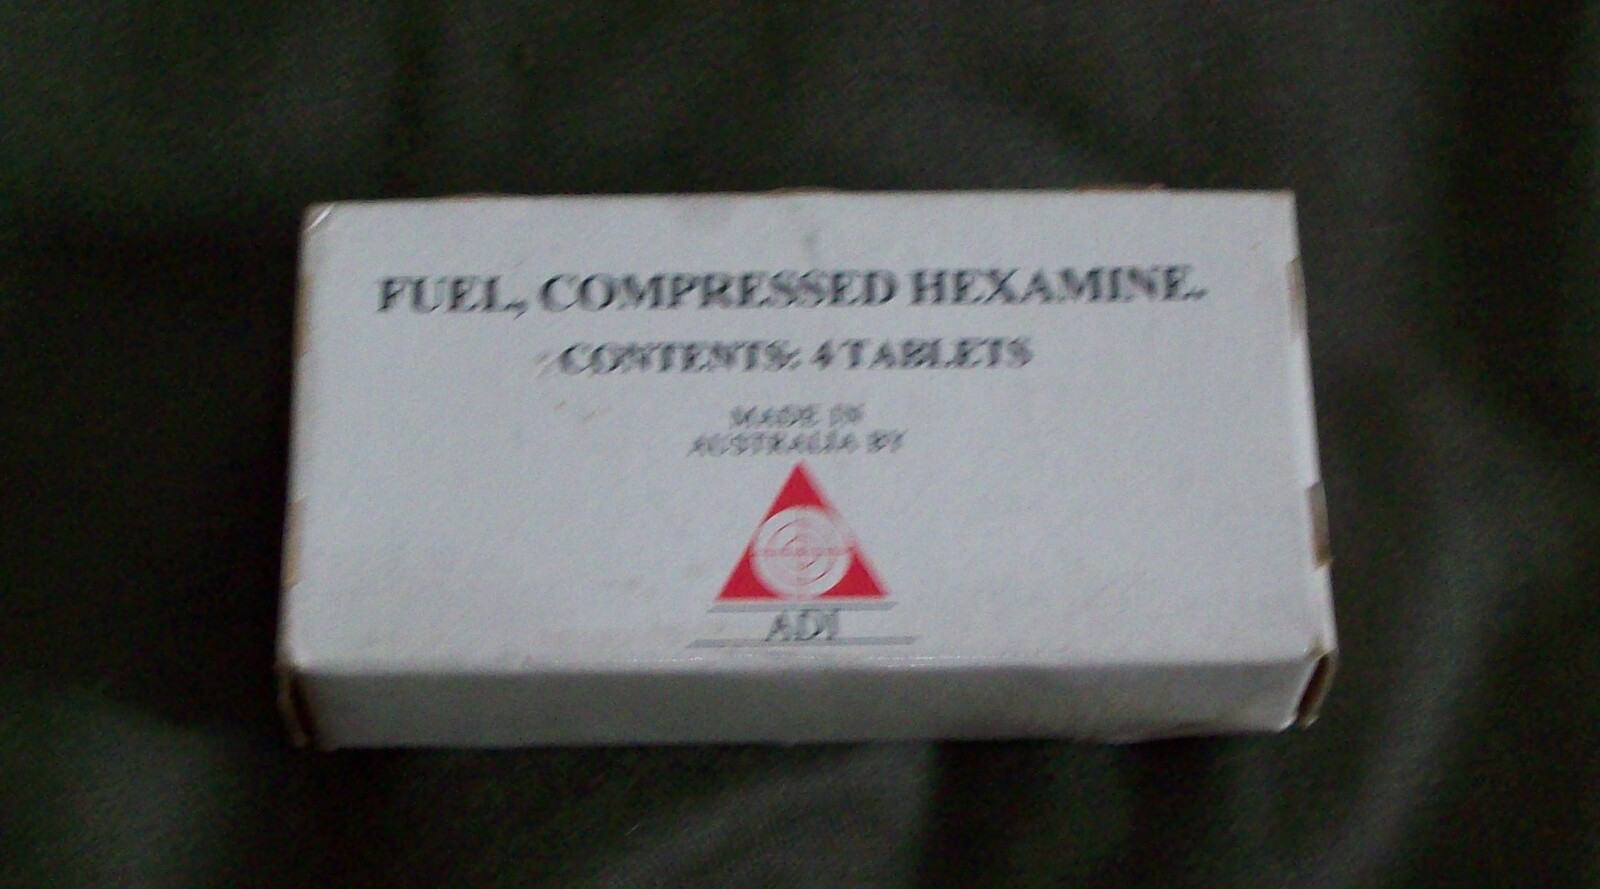 FUEL, COMPRESSED HEXAMINE.
CONTENTS: 4 TABLETS
MADE IN
AUSTRALIA BY
ADI